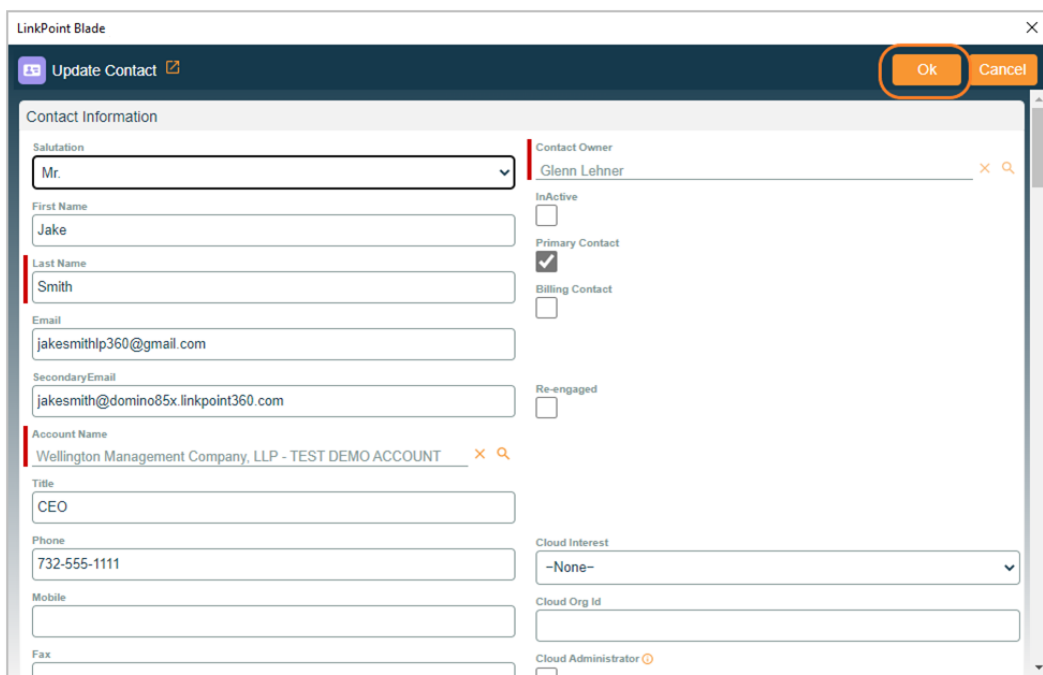 LinkPoint Blade
Update Contact
Ok
Cancel
Contact Information
Salutation
Mr.
First Name
Jake
Last Name
Smith
Email
jakesmithlp360@gmail.com
SecondaryEmail
jakesmith@domino85x.linkpoint360.com
Account Name
Wellington Management Company, LLP - TEST DEMO ACCOUNT
Title
CEO
Phone
732-555-1111
Mobile
Fax
Contact Owner
Glenn Lehner
InActive
Primary Contact
Billing Contact
Re-engaged
Cloud Interest
--None--
Cloud Org Id
Cloud Administrator